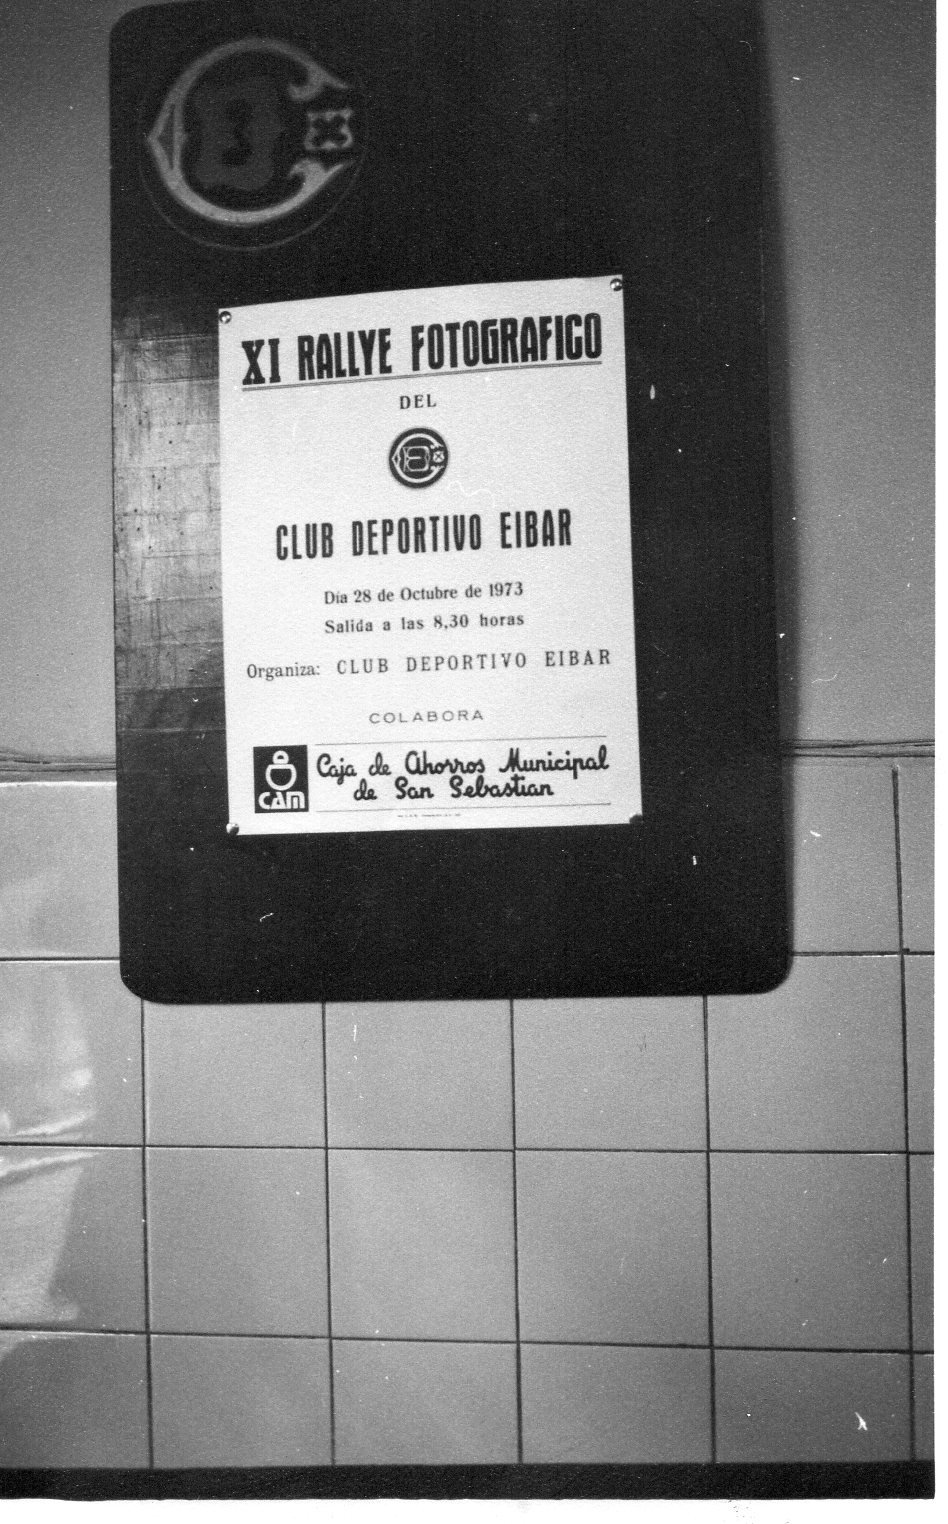 XI RALLYE FOTOGRAFICO
DEL
CLUB DEPORTIVO EIBAR
Día 28 de Octubre de 1973
Salida a las 8,30 horas
Organiza: CLUB DEPORTIVO EIBAR
COLABORA
Caja de Ahorros Municipal
de San Sebastian
CAM